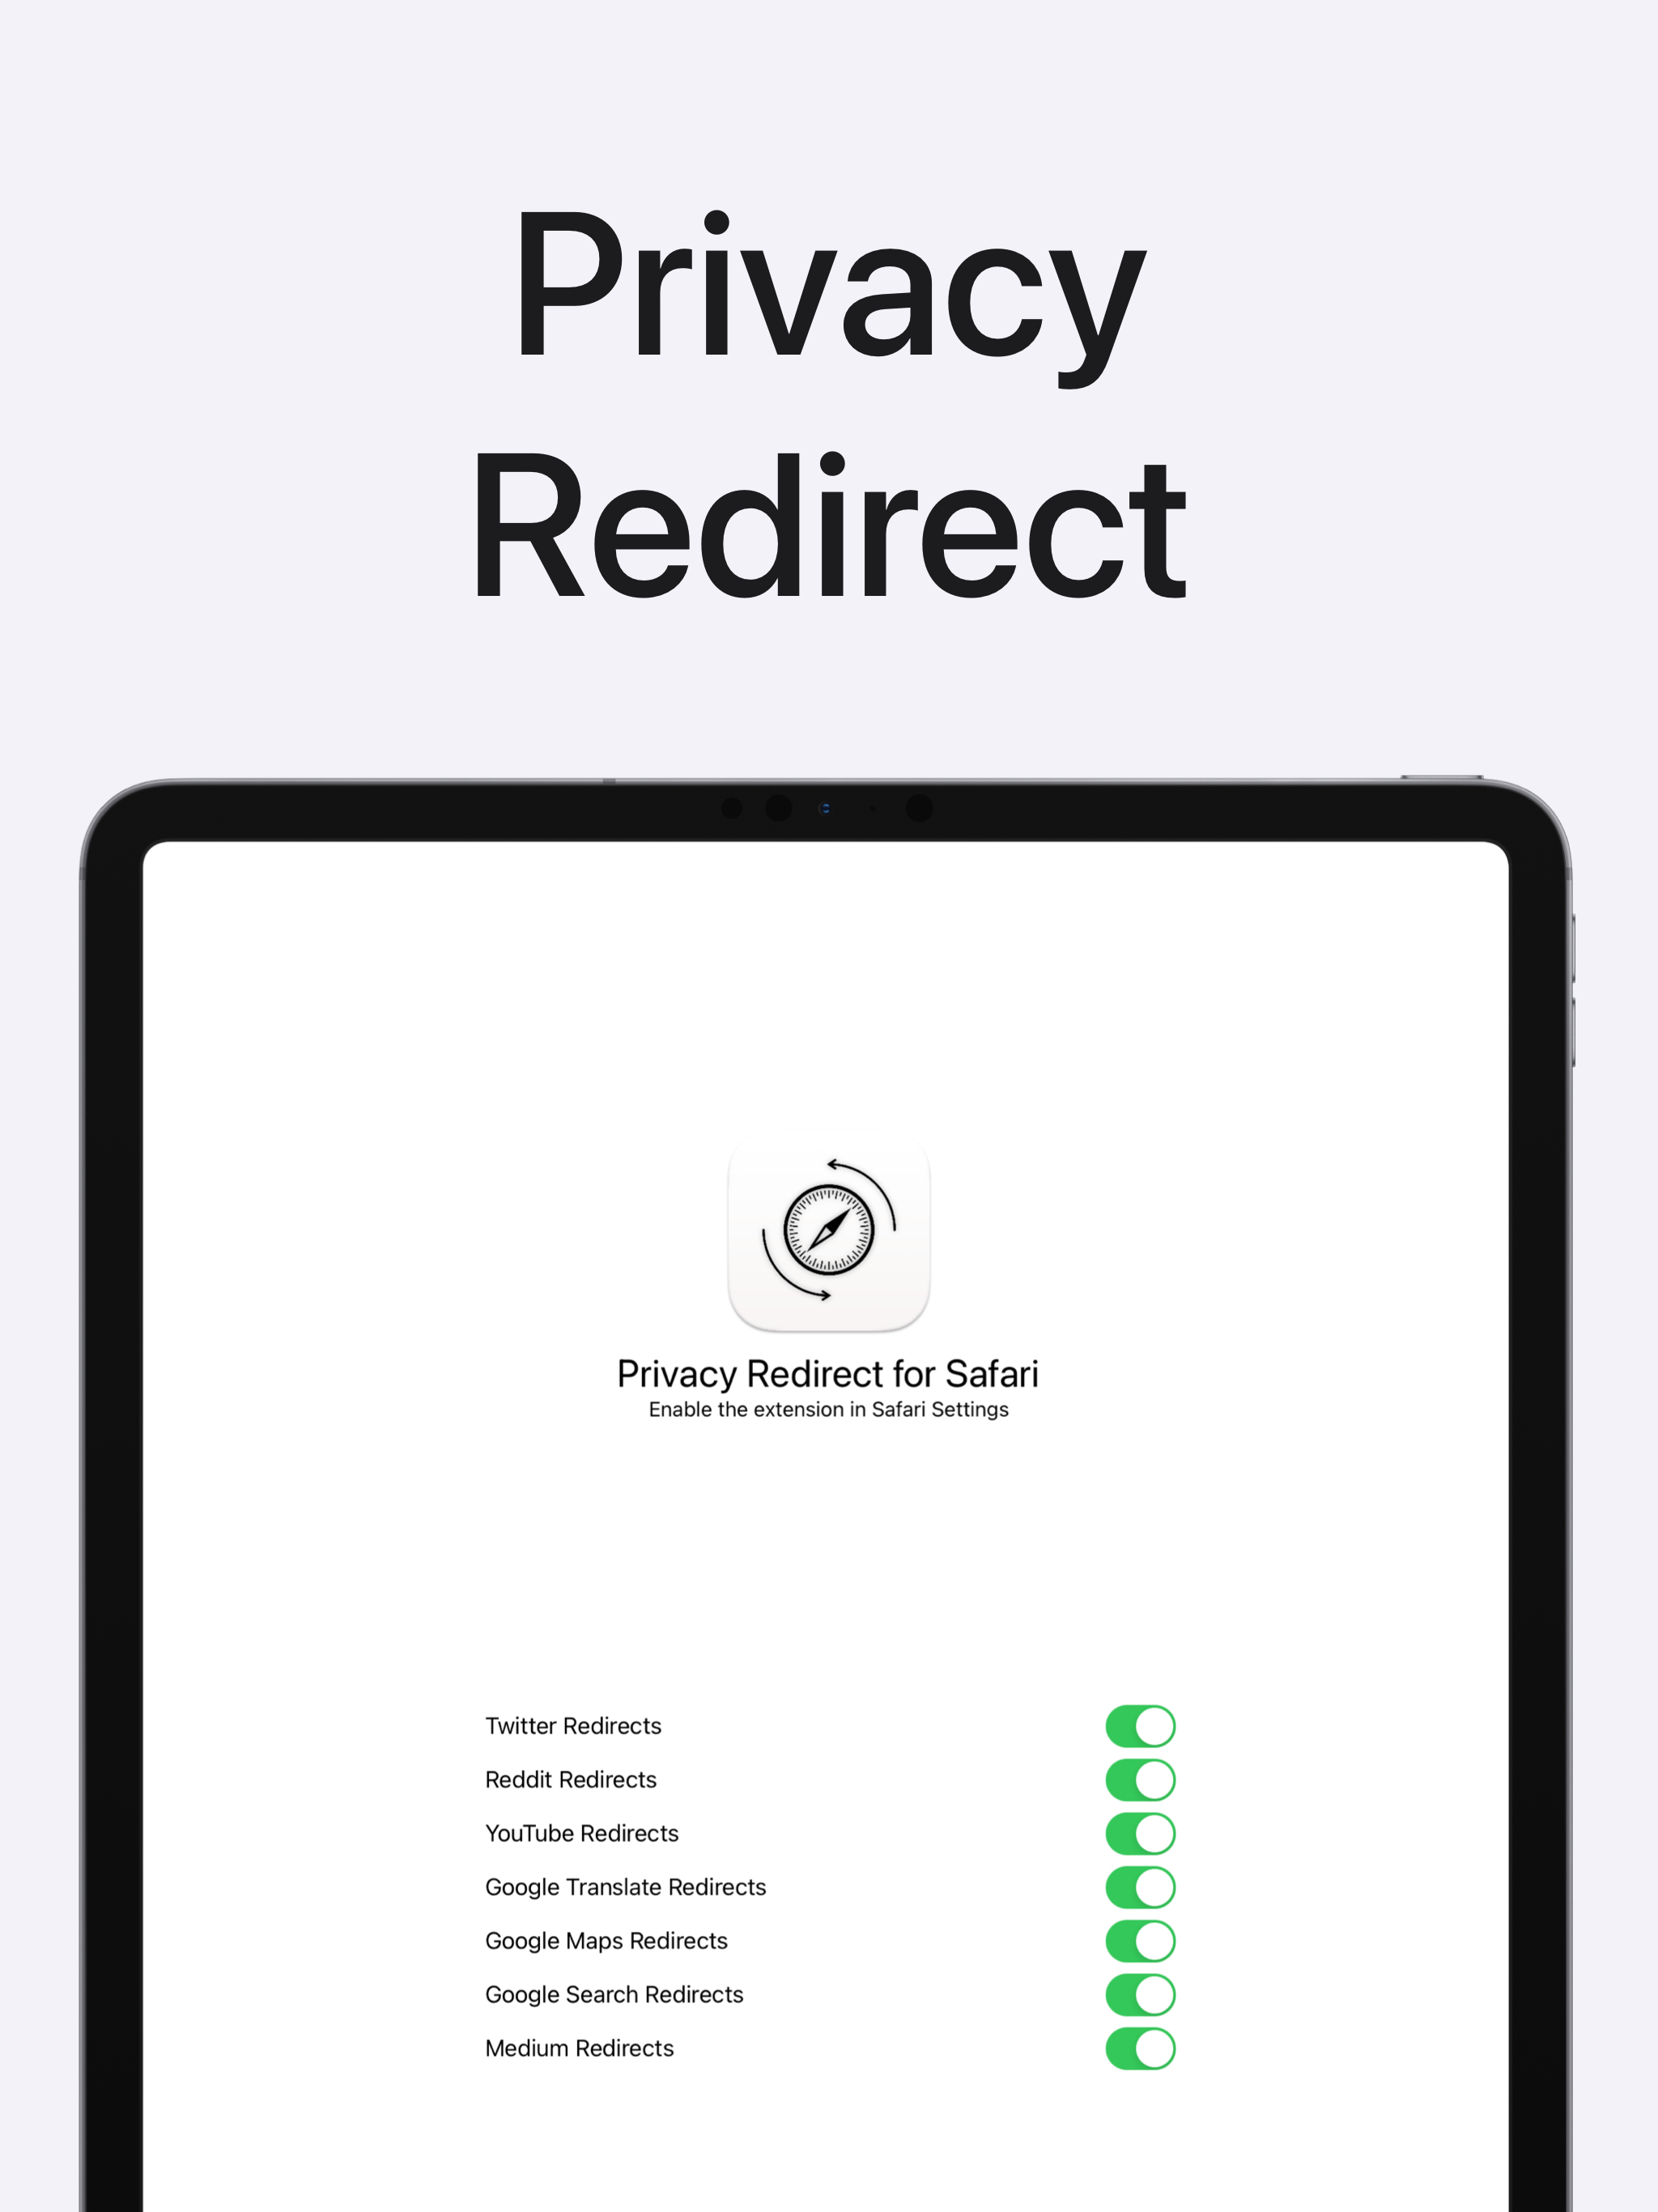 Privacy
Redirect
Privacy Redirect for Safari
Enable the extension in Safari Settings
Twitter Redirects
Reddit Redirects
YouTube Redirects
Google Translate Redirects
Google Maps Redirects
Google Search Redirects
Medium Redirects